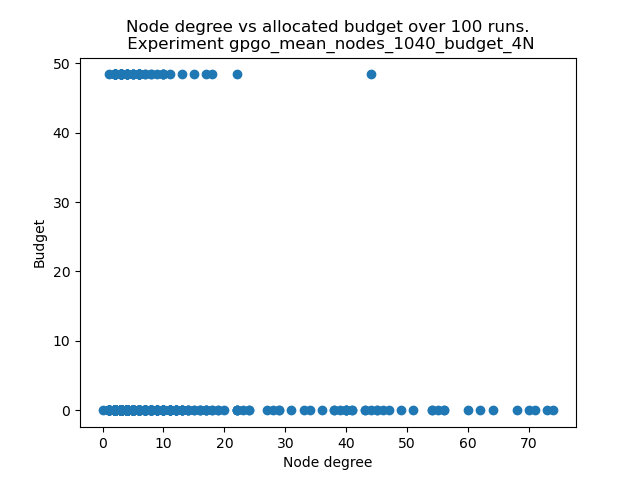 Node degree vs allocated budget over 100 runs.
Experiment gpgo_mean_nodes_1040_budget_4N
50
40
30
20
10
0
Budget
0 10 20 30 40 50 60 70
Node degree